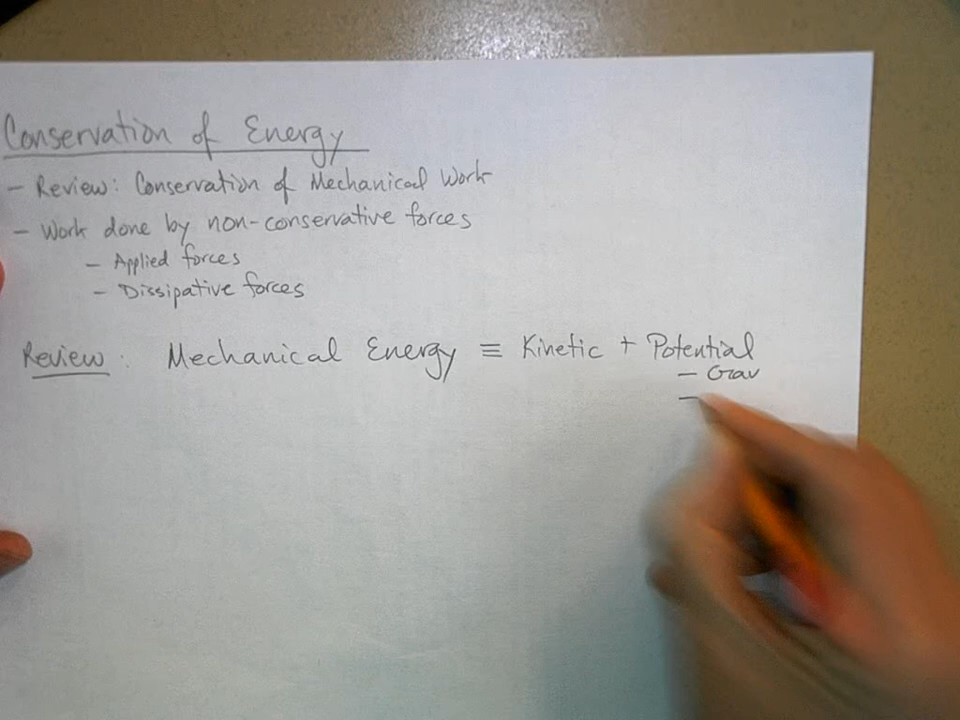 Conservation of Energy
- Review: Conservation of Mechanical Work
- Work done by non-conservative forces
- Applied forces
- Dissipative forces
Review: Mechanical Energy ≡ Kinetic + Potential
- Grav
-